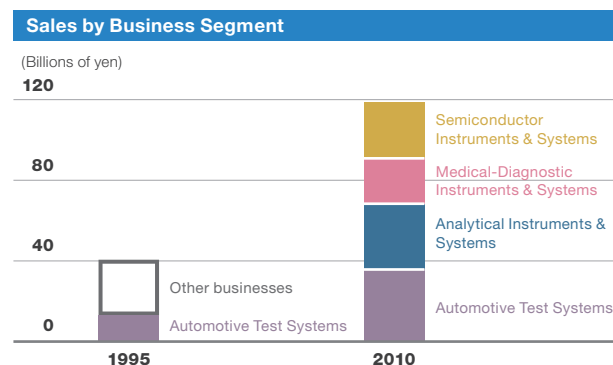 Sales by Business Segment
(Billions of yen)
120
Semiconductor
Instruments & Systems
80
Medical-Diagnostic
Instruments & Systems
Analytical Instruments &
Systems
40
Other businesses
Automotive Test Systems
0
Automotive Test Systems
1995
2010